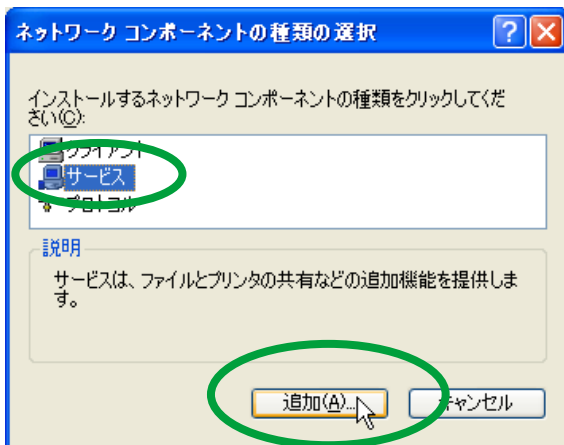 ネットワーク コンポーネントの種類の選択
インストールするネットワーク コンポーネントの種類をクリックしてくだ
さい(C):
クライアント
サービス
プロトコル
説明
サービスは、ファイルとプリンタの共有などの追加機能を提供しま
す。
追加(A)...
キャンセル